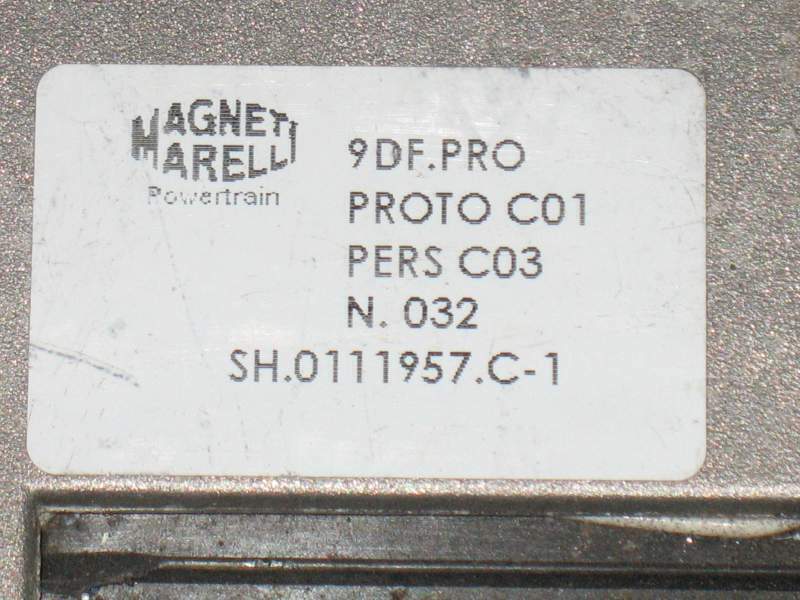 MAGNETI
MARELLI
Powertrain
9DF.PRO
PROTO C01
PERS C03
N. 032
SH.0111957.C-1